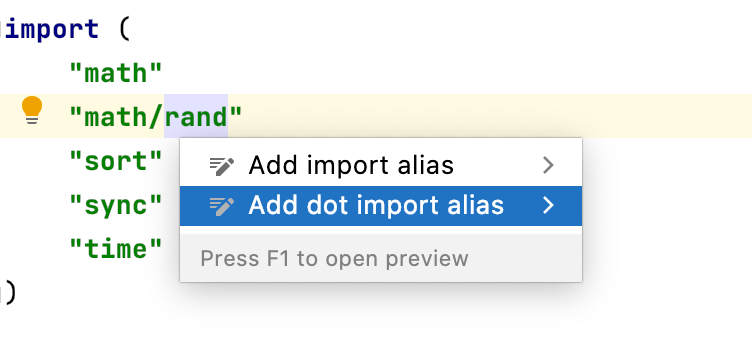 import (
"math"
"math/rand"
"sort"
"sync"
"time"
)
Add import alias
Add dot import alias
Press F1 to open preview